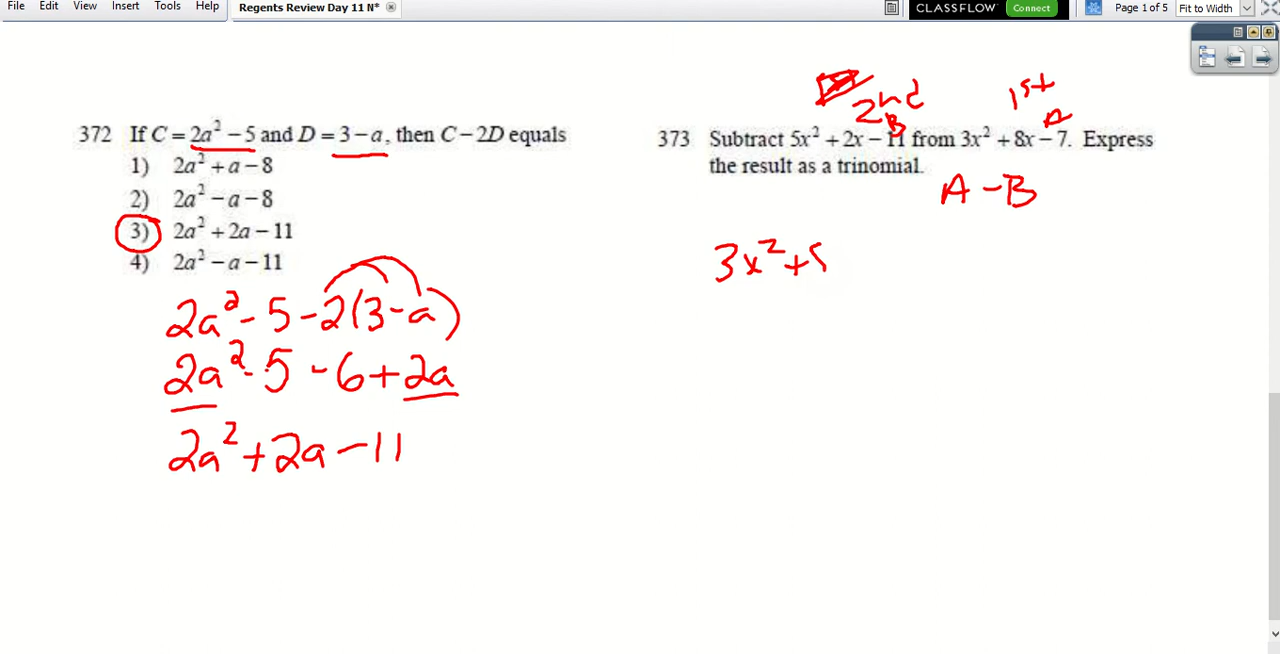 File Edit View Insert Tools Help Regents Review Day 11 N* CLASSFLOW Connect Page 1 of 5 Fit to Width
372 If C = 2a² − 5 and D = 3 − a, then C − 2D equals
1) 2a² + a − 8
2) 2a² − a − 8
3) 2a² + 2a − 11
4) 2a² − a − 11
2a² - 5 - 2(3 - a)
2a² - 5 - 6 + 2a
2a² + 2a - 11
2nd 1st
B A
373 Subtract 5x² + 2x − 11 from 3x² + 8x − 7. Express
the result as a trinomial.
A - B
3x² +